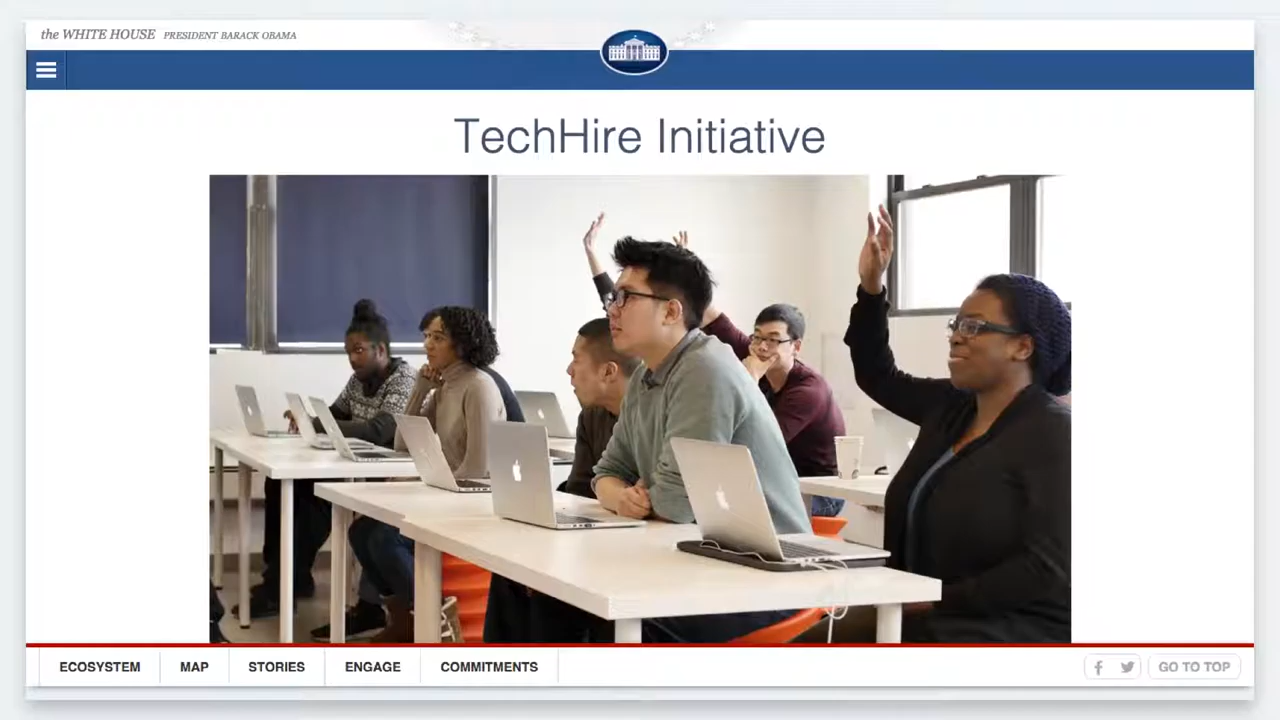 the WHITE HOUSE PRESIDENT BARACK OBAMA
TechHire Initiative
ECOSYSTEM MAP STORIES ENGAGE COMMITMENTS GO TO TOP